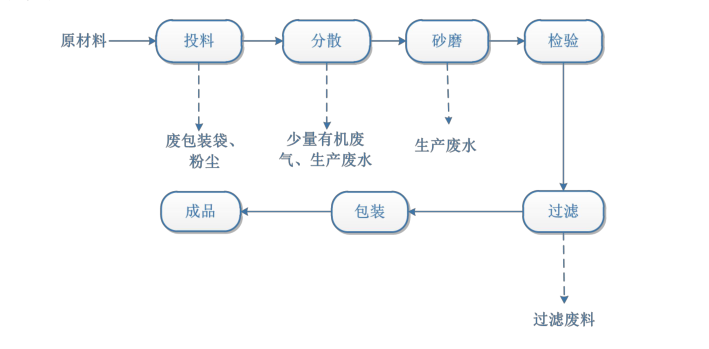 原材料
投料
分散
砂磨
检验
废包装袋、
粉尘
少量有机废
气、生产废水
生产废水
成品
包装
过滤
过滤废料